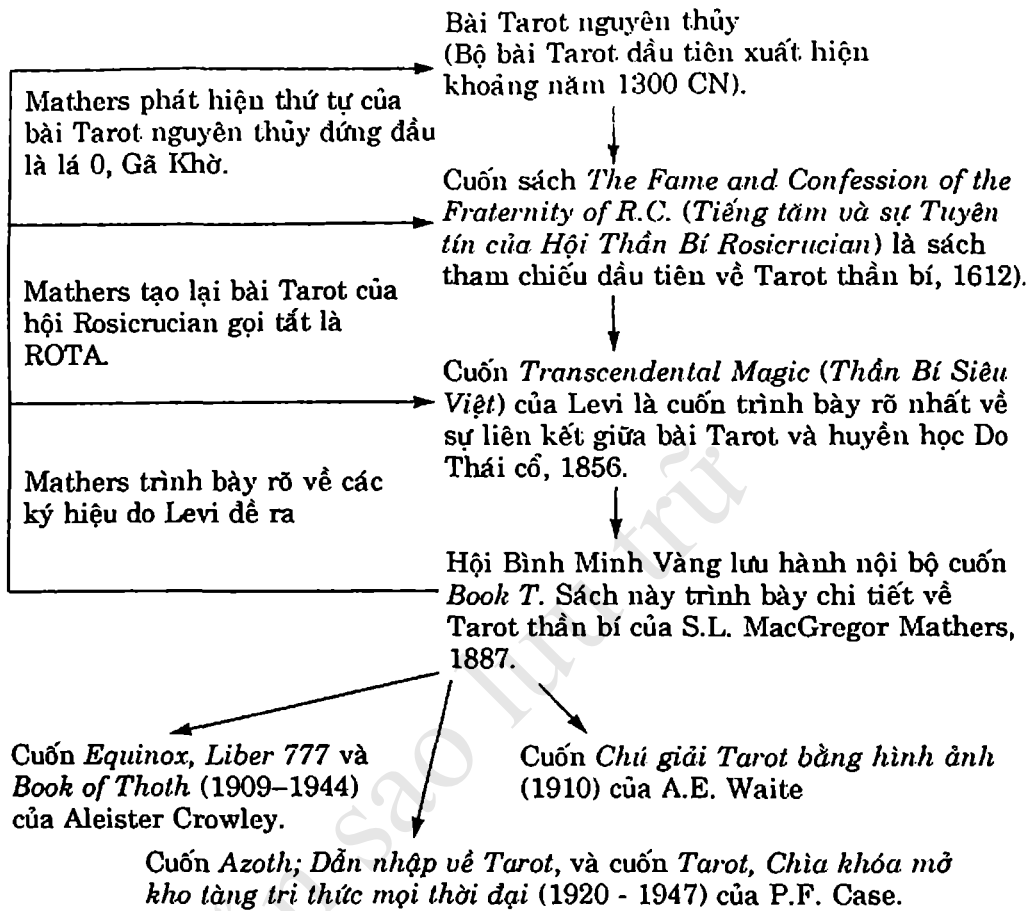 Bài Tarot nguyên thủy
(Bộ bài Tarot đầu tiên xuất hiện
khoảng năm 1300 CN).
Mathers phát hiện thứ tự của
bài Tarot nguyên thủy đứng đầu
là lá 0, Gã Khờ.
Cuốn sách The Fame and Confession of the
Fraternity of R.C. (Tiếng tăm và sự Tuyên
tín của Hội Thần Bí Rosicrucian) là sách
tham chiếu đầu tiên về Tarot thần bí, 1612).
Mathers tạo lại bài Tarot của
hội Rosicrucian gọi tắt là
ROTA.
Cuốn Transcendental Magic (Thần Bí Siêu
Việt) của Levi là cuốn trình bày rõ nhất về
sự liên kết giữa bài Tarot và huyền học Do
Thái cổ, 1856.
Mathers trình bày rõ về các
ký hiệu do Levi đề ra
Hội Bình Minh Vàng lưu hành nội bộ cuốn
Book T. Sách này trình bày chi tiết về
Tarot thần bí của S.L. MacGregor Mathers,
1887.
Cuốn Equinox, Liber 777 và
Book of Thoth (1909–1944)
của Aleister Crowley.
Cuốn Chú giải Tarot bằng hình ảnh
(1910) của A.E. Waite
Cuốn Azoth; Dẫn nhập về Tarot, và cuốn Tarot, Chìa khóa mở
kho tàng tri thức mọi thời đại (1920 - 1947) của P.F. Case.
sao lưu trữ